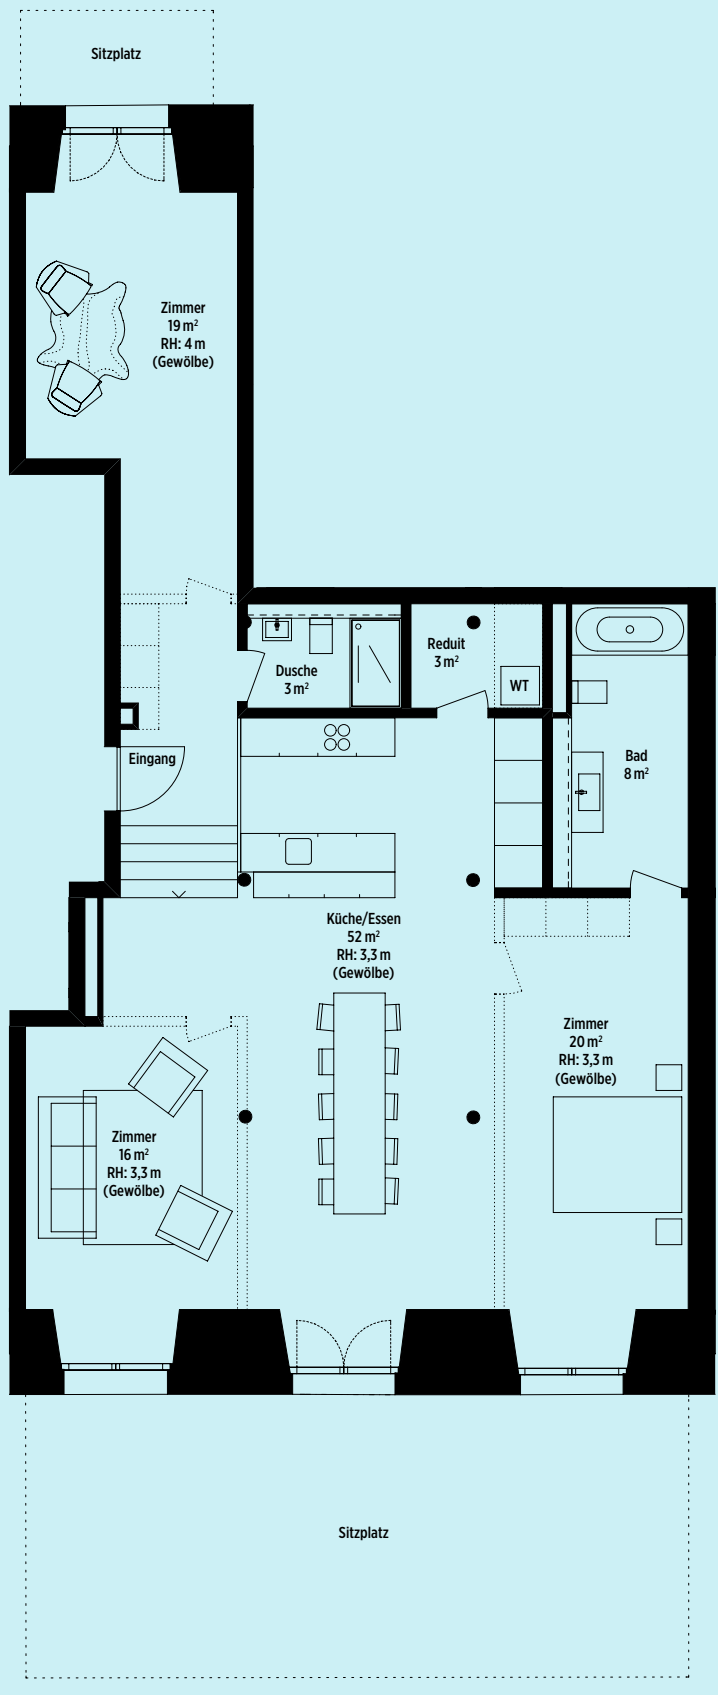 Sitzplatz
Zimmer
19 m²
RH: 4 m
(Gewölbe)
Dusche
3 m²
Reduit
3 m²
WT
Eingang
Bad
8 m²
Küche/Essen
52 m²
RH: 3,3 m
(Gewölbe)
Zimmer
20 m²
RH: 3,3 m
(Gewölbe)
Zimmer
16 m²
RH: 3,3 m
(Gewölbe)
Sitzplatz